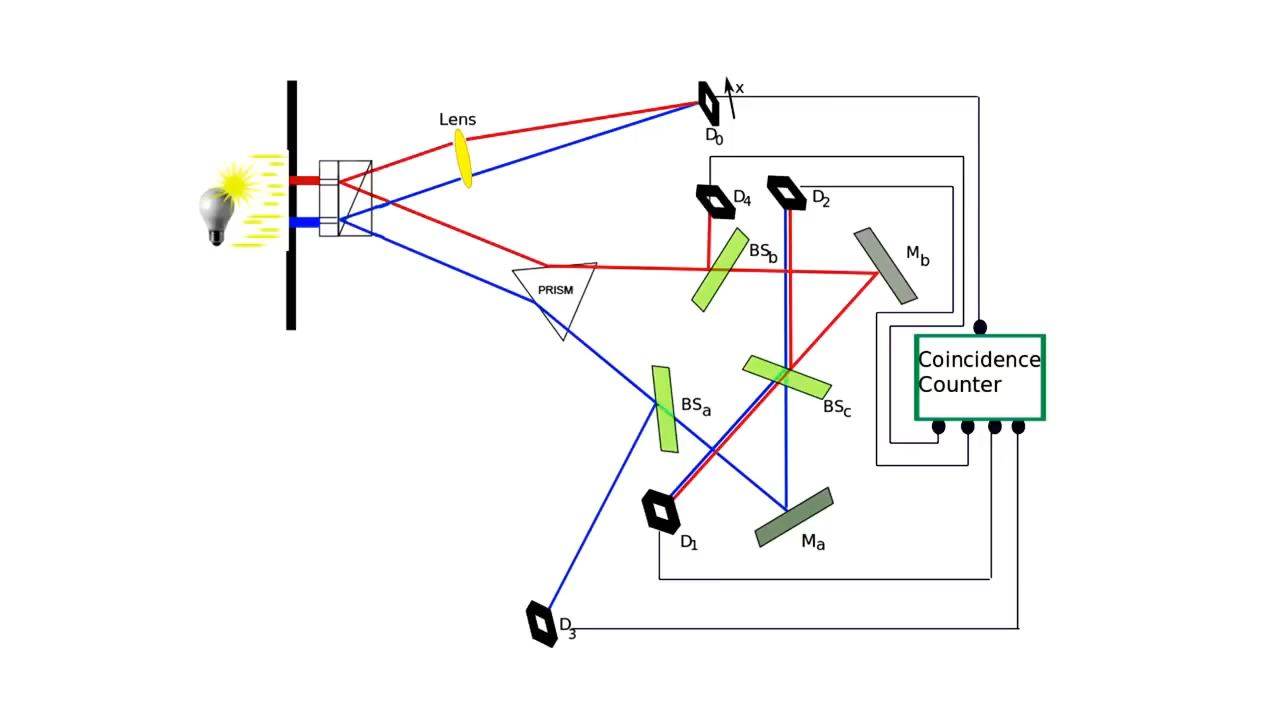 Lens
x
D0
D4
D2
BSb
Mb
PRISM
Coincidence
Counter
BSa
BSc
D1
Ma
D3